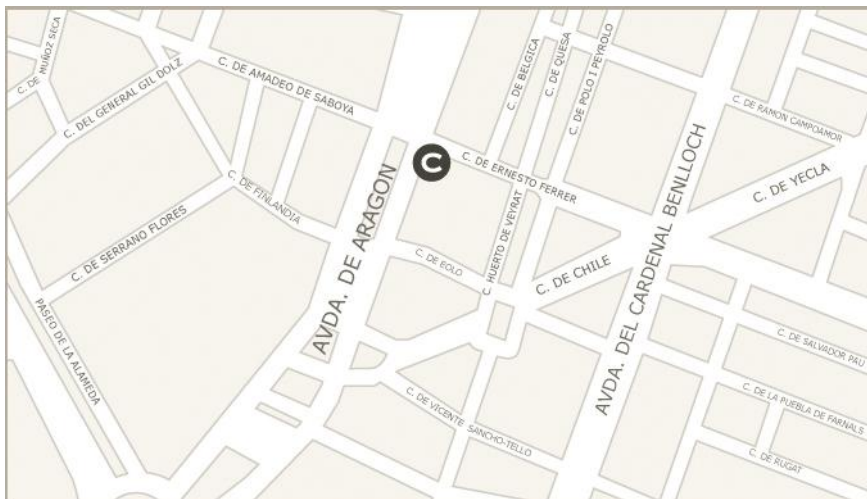 C. DE MUÑOZ SECA
C. DEL GENERAL GIL DOLZ
C. DE AMADEO DE SABOYA
C. DE BELGICA
C. DE QUESA
C. DE POLO I PEYROLO
C. DE RAMON CAMPOAMOR
C
C. DE ERNESTO FERRER
C. DE YECLA
C. DE FINLANDIA
C. DE SERRANO FLORES
AVDA. DE ARAGON
C. DE EOLO
C. HUERTO DE VEYRAT
C. DE CHILE
AVDA. DEL CARDENAL BENLLOCH
PASEO DE LA ALAMEDA
C. DE SALVADOR PAU
C. DE VICENTE SANCHO-TELLO
C. DE LA PUEBLA DE FARNALS
C. DE RUGAT